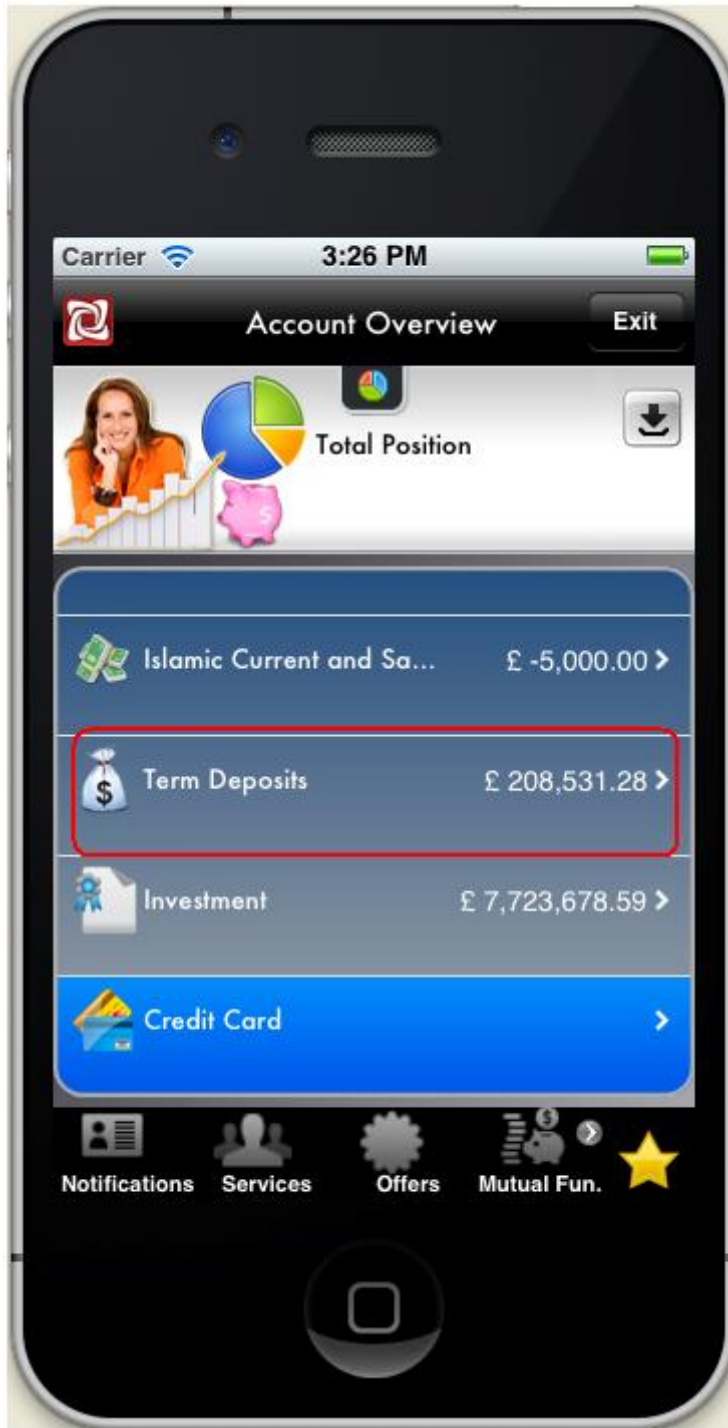 Carrier 3:26 PM
Account Overview Exit
Total Position
Islamic Current and Sa... £ -5,000.00
$
Term Deposits £ 208,531.28
Investment £ 7,723,678.59
Credit Card
Notifications Services Offers Mutual Fun.